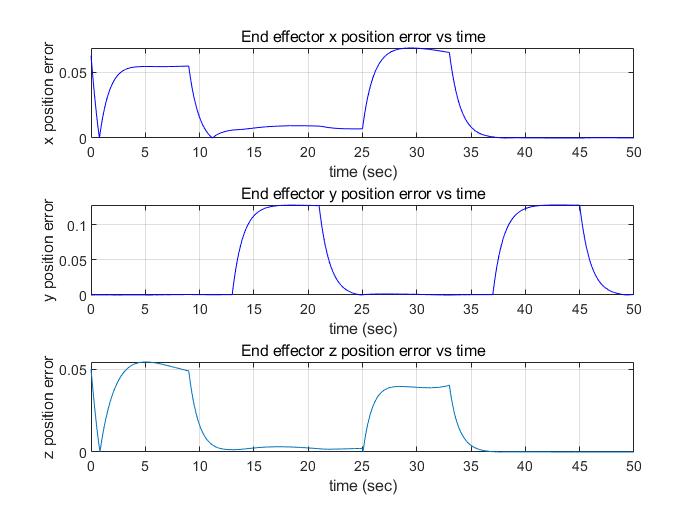 End effector x position error vs time
x position error
0.05
0
0 5 10 15 20 25 30 35 40 45 50
time (sec)
End effector y position error vs time
y position error
0.1
0.05
0
0 5 10 15 20 25 30 35 40 45 50
time (sec)
End effector z position error vs time
z position error
0.05
0
0 5 10 15 20 25 30 35 40 45 50
time (sec)